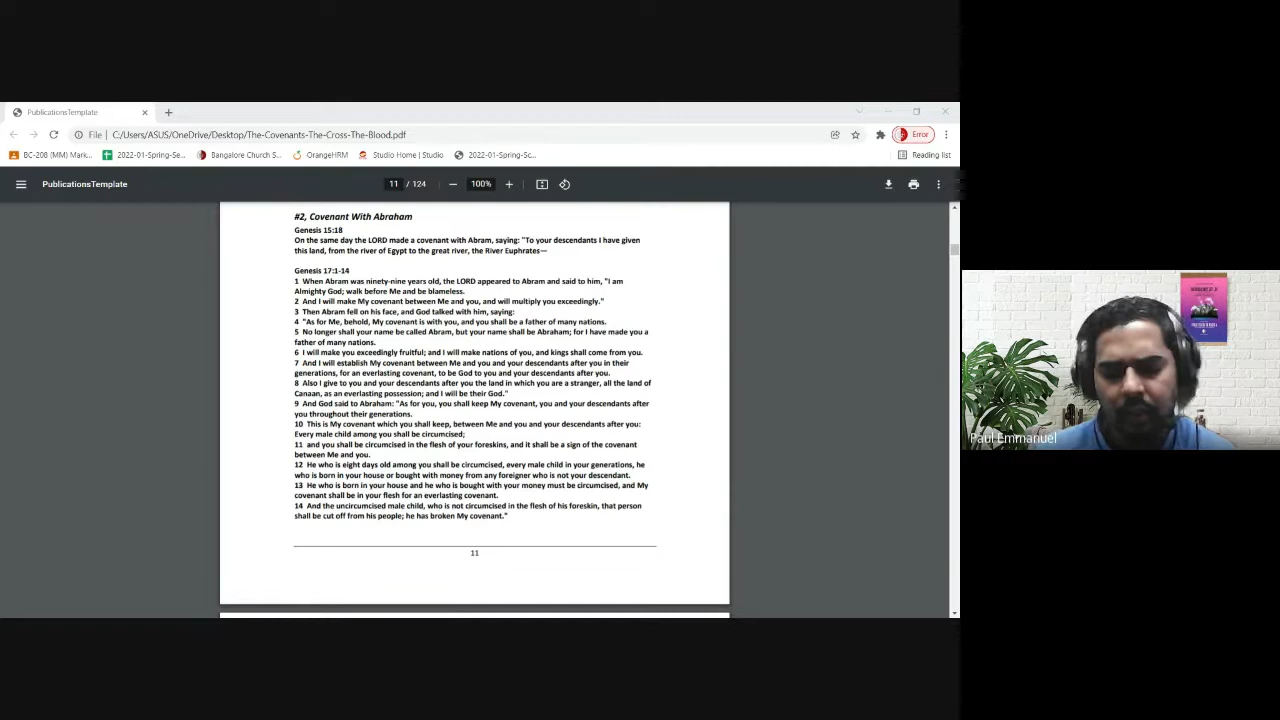 PublicationsTemplate
File C:/Users/ASUS/OneDrive/Desktop/The-Covenants-The-Cross-The-Blood.pdf Error
BC-208 (MM) Mark... 2022-01-Spring-Se... Bangalore Church S... OrangeHRM Studio Home | Studio 2022-01-Spring-Sc... Reading list
PublicationsTemplate 11 / 124 100%
#2, Covenant With Abraham
Genesis 15:18
On the same day the LORD made a covenant with Abram, saying: "To your descendants I have given
this land, from the river of Egypt to the great river, the River Euphrates—
Genesis 17:1-14
1 When Abram was ninety-nine years old, the LORD appeared to Abram and said to him, "I am
Almighty God; walk before Me and be blameless.
2 And I will make My covenant between Me and you, and will multiply you exceedingly."
3 Then Abram fell on his face, and God talked with him, saying:
4 "As for Me, behold, My covenant is with you, and you shall be a father of many nations.
5 No longer shall your name be called Abram, but your name shall be Abraham; for I have made you a
father of many nations.
6 I will make you exceedingly fruitful; and I will make nations of you, and kings shall come from you.
7 And I will establish My covenant between Me and you and your descendants after you in their
generations, for an everlasting covenant, to be God to you and your descendants after you.
8 Also I give to you and your descendants after you the land in which you are a stranger, all the land of
Canaan, as an everlasting possession; and I will be their God."
9 And God said to Abraham: "As for you, you shall keep My covenant, you and your descendants after
you throughout their generations.
10 This is My covenant which you shall keep, between Me and you and your descendants after you:
Every male child among you shall be circumcised;
11 and you shall be circumcised in the flesh of your foreskins, and it shall be a sign of the covenant
between Me and you.
12 He who is eight days old among you shall be circumcised, every male child in your generations, he
who is born in your house or bought with money from any foreigner who is not your descendant.
13 He who is born in your house and he who is bought with your money must be circumcised, and My
covenant shall be in your flesh for an everlasting covenant.
14 And the uncircumcised male child, who is not circumcised in the flesh of his foreskin, that person
shall be cut off from his people; he has broken My covenant."
11
Paul Emmanuel